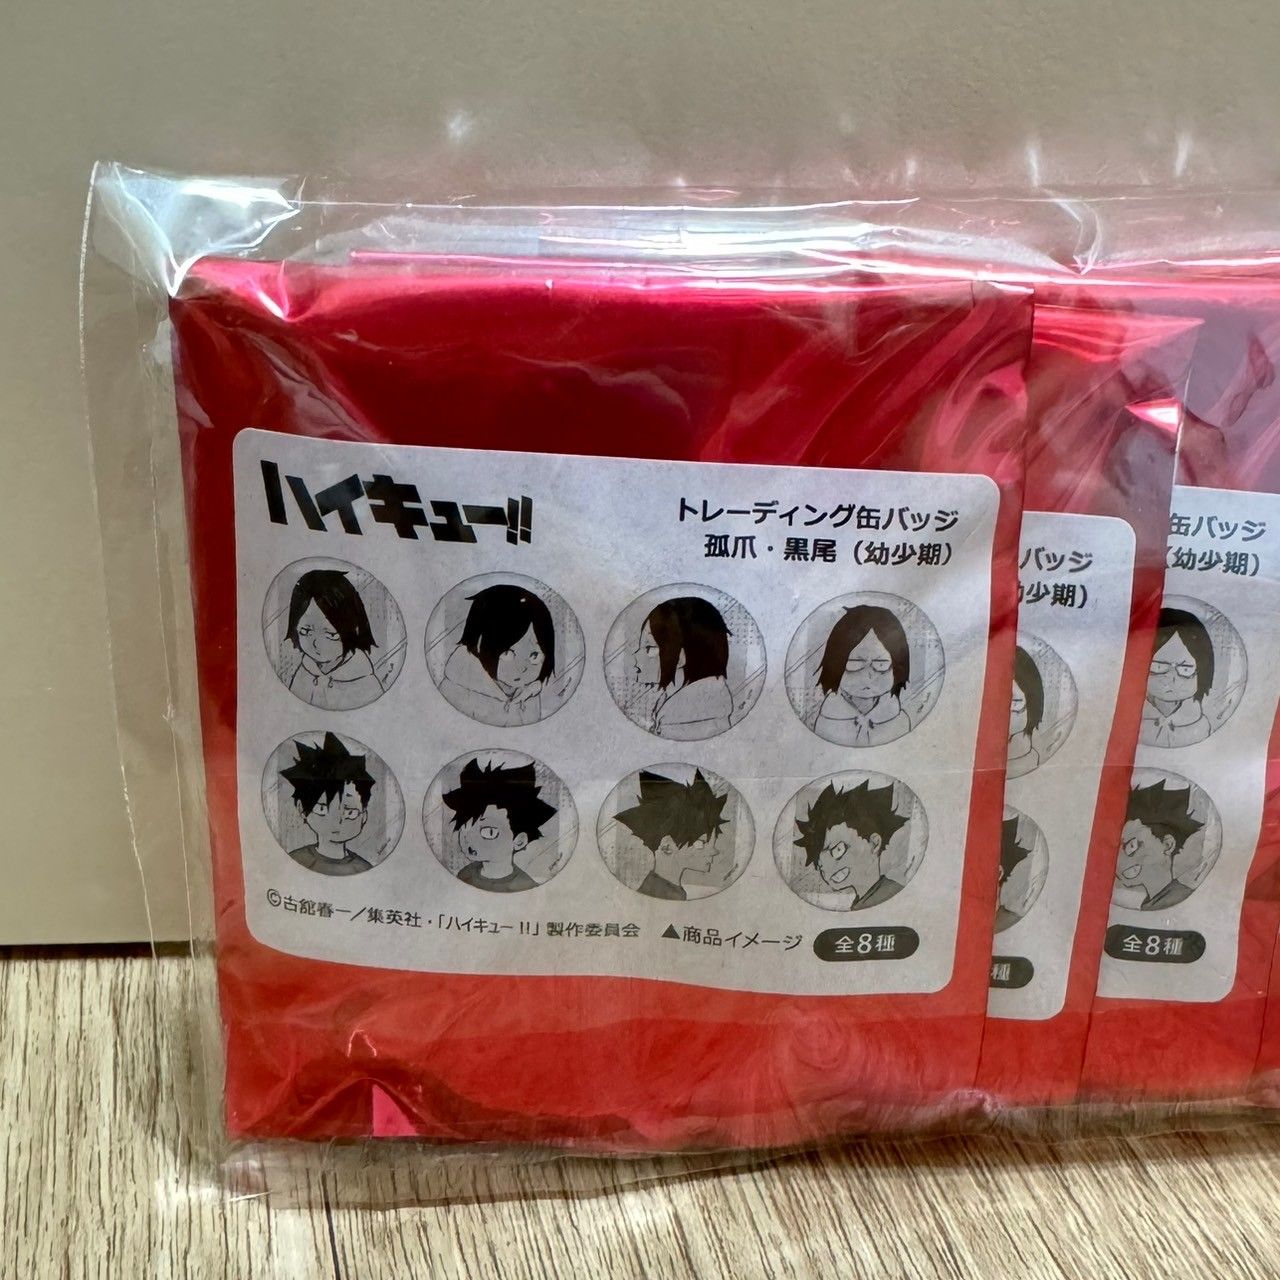 ハイキュー!!
トレーディング缶バッジ
孤爪・黒尾（幼少期）
©古舘春一／集英社・「ハイキュー!!」製作委員会
▲商品イメージ
全8種
バッジ
少期）
種
缶バッジ
（幼少期）
全8種